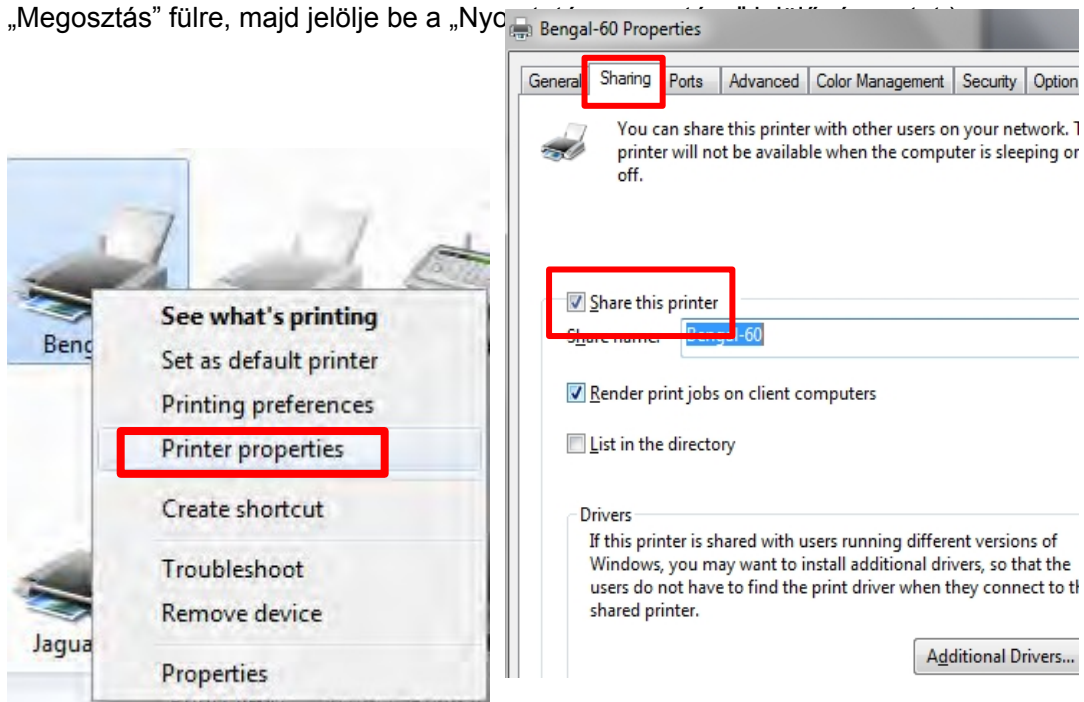 „Megosztás” fülre, majd jelölje be a „Nyo
Beng
See what's printing
Set as default printer
Printing preferences
Printer properties
Create shortcut
Troubleshoot
Remove device
Properties
Jagua
Bengal-60 Properties
General Sharing Ports Advanced Color Management Security Option
You can share this printer with other users on your network. T
printer will not be available when the computer is sleeping or
off.
Share this printer
Share name: Bengal-60
Render print jobs on client computers
List in the directory
Drivers
If this printer is shared with users running different versions of
Windows, you may want to install additional drivers, so that the
users do not have to find the print driver when they connect to th
shared printer.
Additional Drivers...